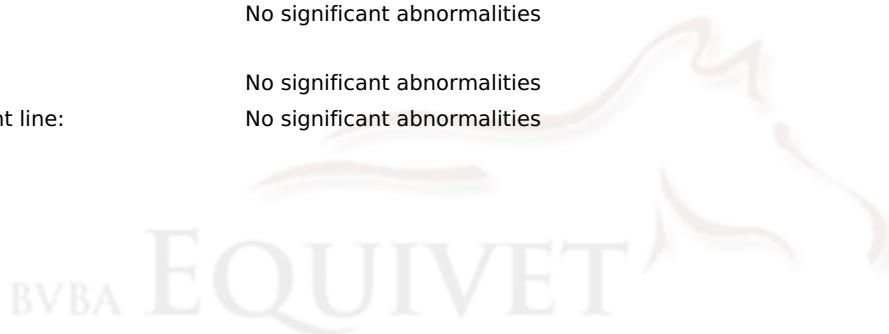 No significant abnormalities
No significant abnormalities
nt line: No significant abnormalities
BVBA EQUIVET